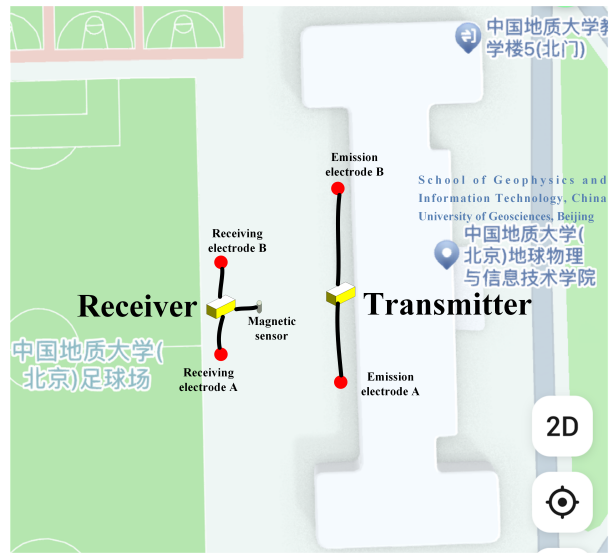 中国地质大学教
学楼5(北门)
Emission
electrode B
School of Geophysics and
Information Technology, China
University of Geosciences, Beijing
Receiving
electrode B
中国地质大学(
北京)地球物理
与信息技术学院
Receiver
Transmitter
Magnetic
sensor
中国地质大学(
北京)足球场
Receiving
electrode A
Emission
electrode A
2D